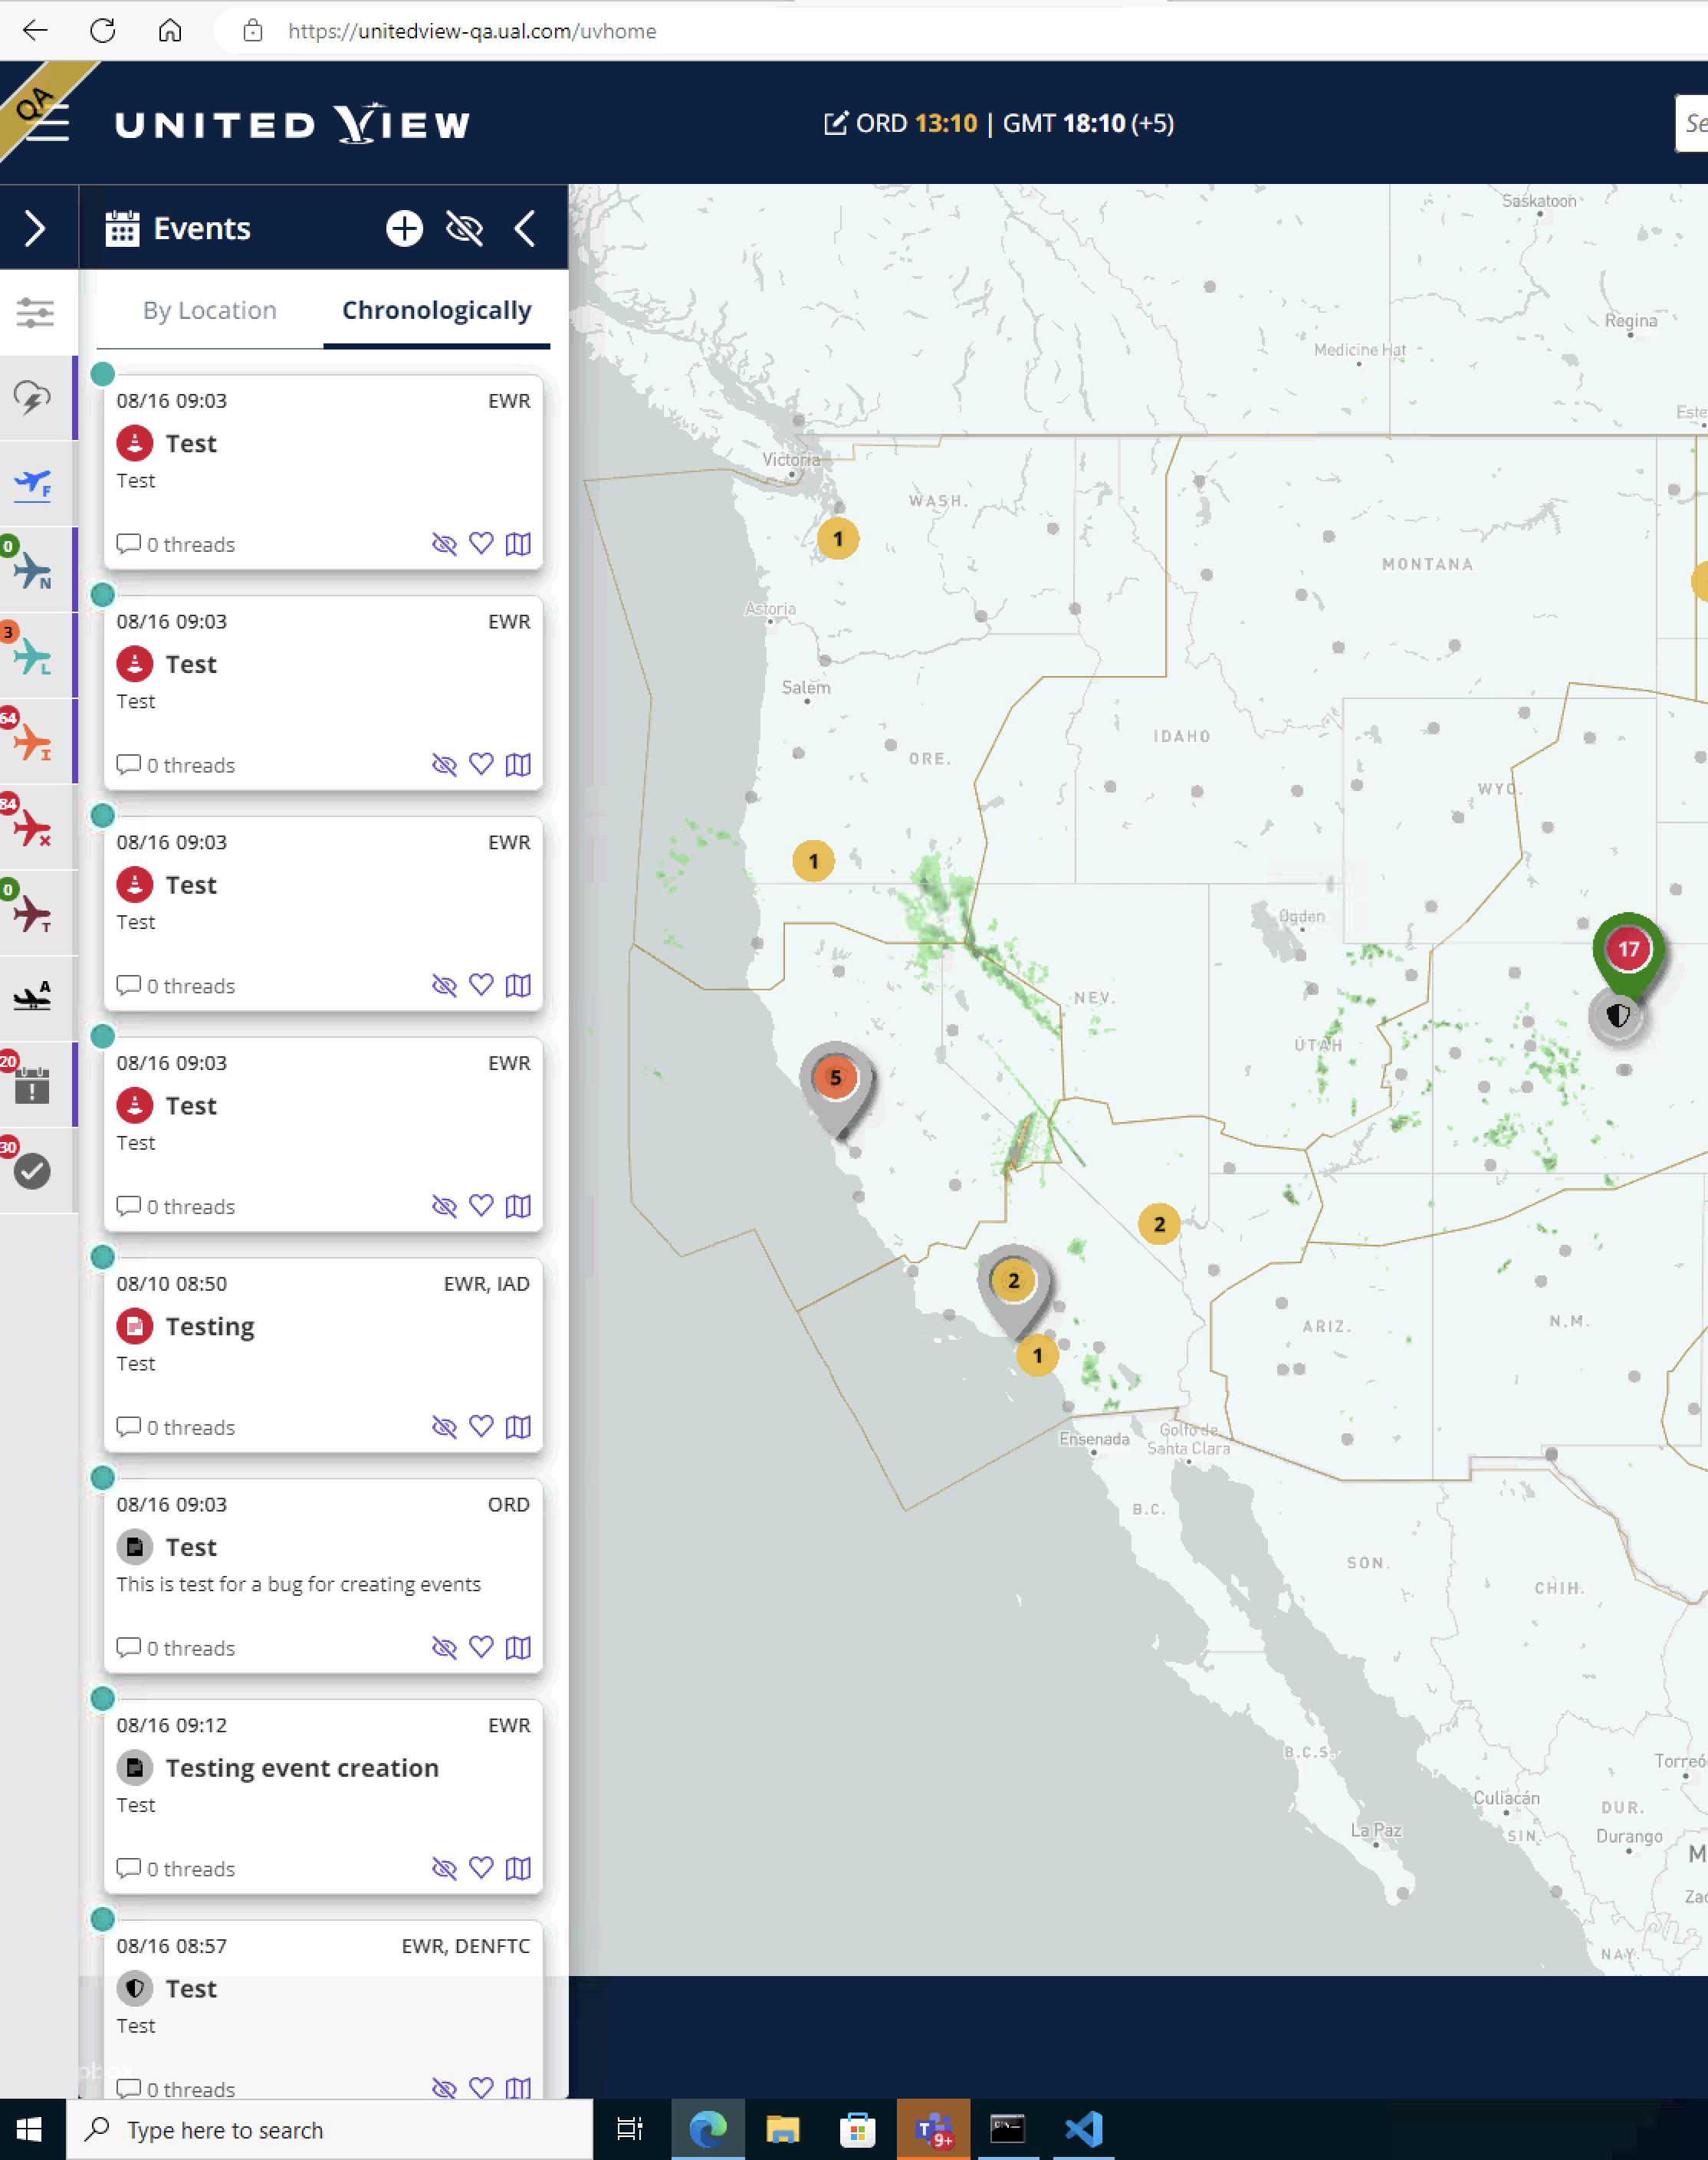 https://unitedview-qa.ual.com/uvhome
QA
UNITED VIEW
ORD 13:10 | GMT 18:10 (+5)
Se
Events
By Location
Chronologically
08/16 09:03 EWR
Test
Test
0 threads
08/16 09:03 EWR
Test
Test
0 threads
08/16 09:03 EWR
Test
Test
0 threads
08/16 09:03 EWR
Test
Test
0 threads
08/10 08:50 EWR, IAD
Testing
Test
0 threads
08/16 09:03 ORD
Test
This is test for a bug for creating events
0 threads
08/16 09:12 EWR
Testing event creation
Test
0 threads
08/16 08:57 EWR, DENFTC
Test
Test
0 threads
F
0
N
3
L
64
I
84
X
0
T
A
20
30
Saskatoon
Regina
Medicine Hat
Este
Victoria
WASH.
1
MONTANA
Astoria
Salem
IDAHO
ORE.
WYO.
1
Ogden
17
NEV.
UTAH
5
2
2
1
ARIZ.
N.M.
Ensenada
Golfo de
Santa Clara
B.C.
SON.
CHIH.
B.C.S.
Torreó
Culiacán
DUR.
La Paz
SIN.
Durango
M
Zac
NAY.
Type here to search
9+